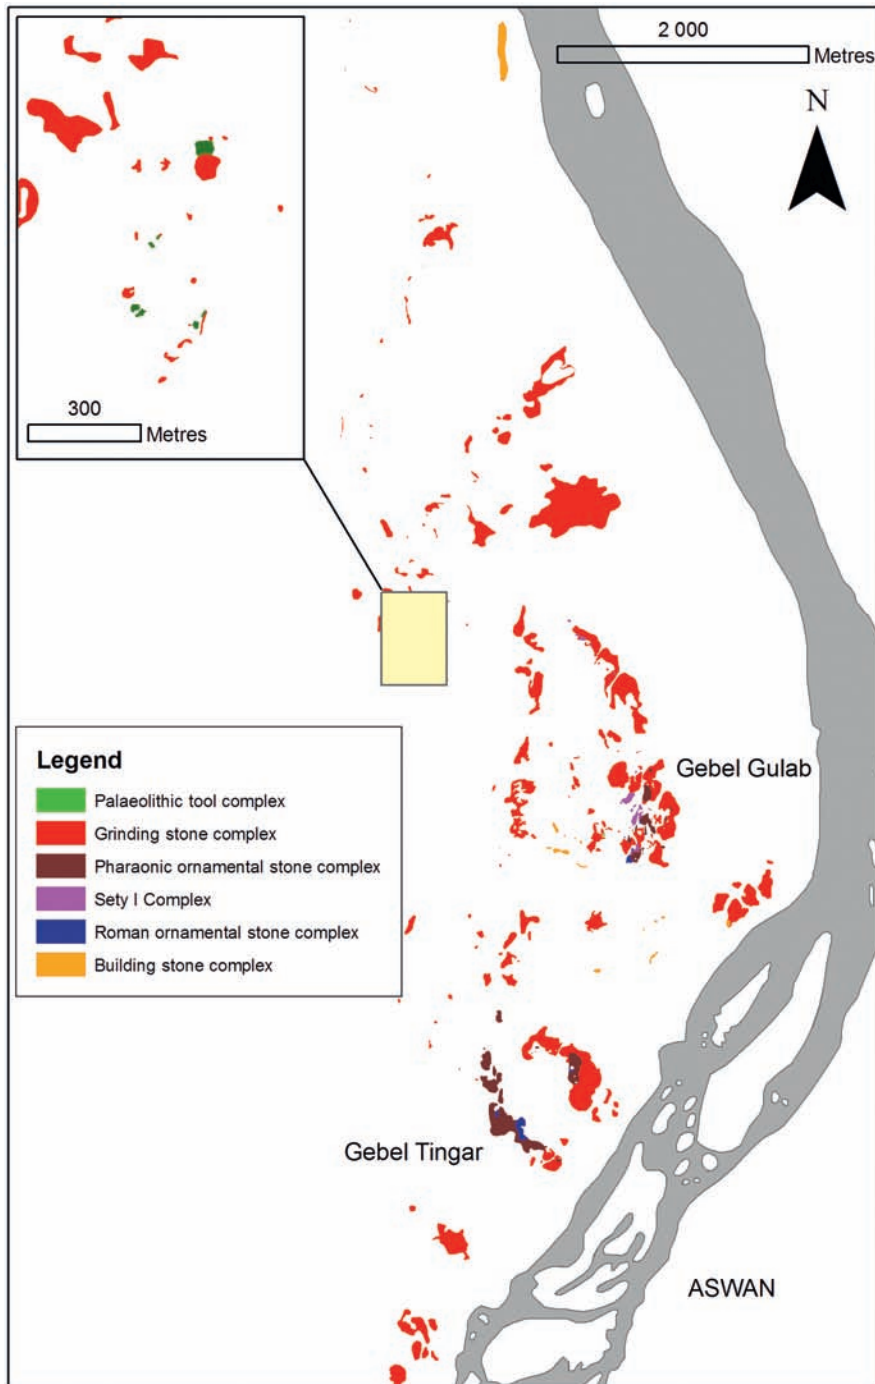 2 000
Metres
N
300
Metres
Legend
Palaeolithic tool complex
Grinding stone complex
Pharaonic ornamental stone complex
Sety I Complex
Roman ornamental stone complex
Building stone complex
Gebel Gulab
Gebel Tingar
ASWAN